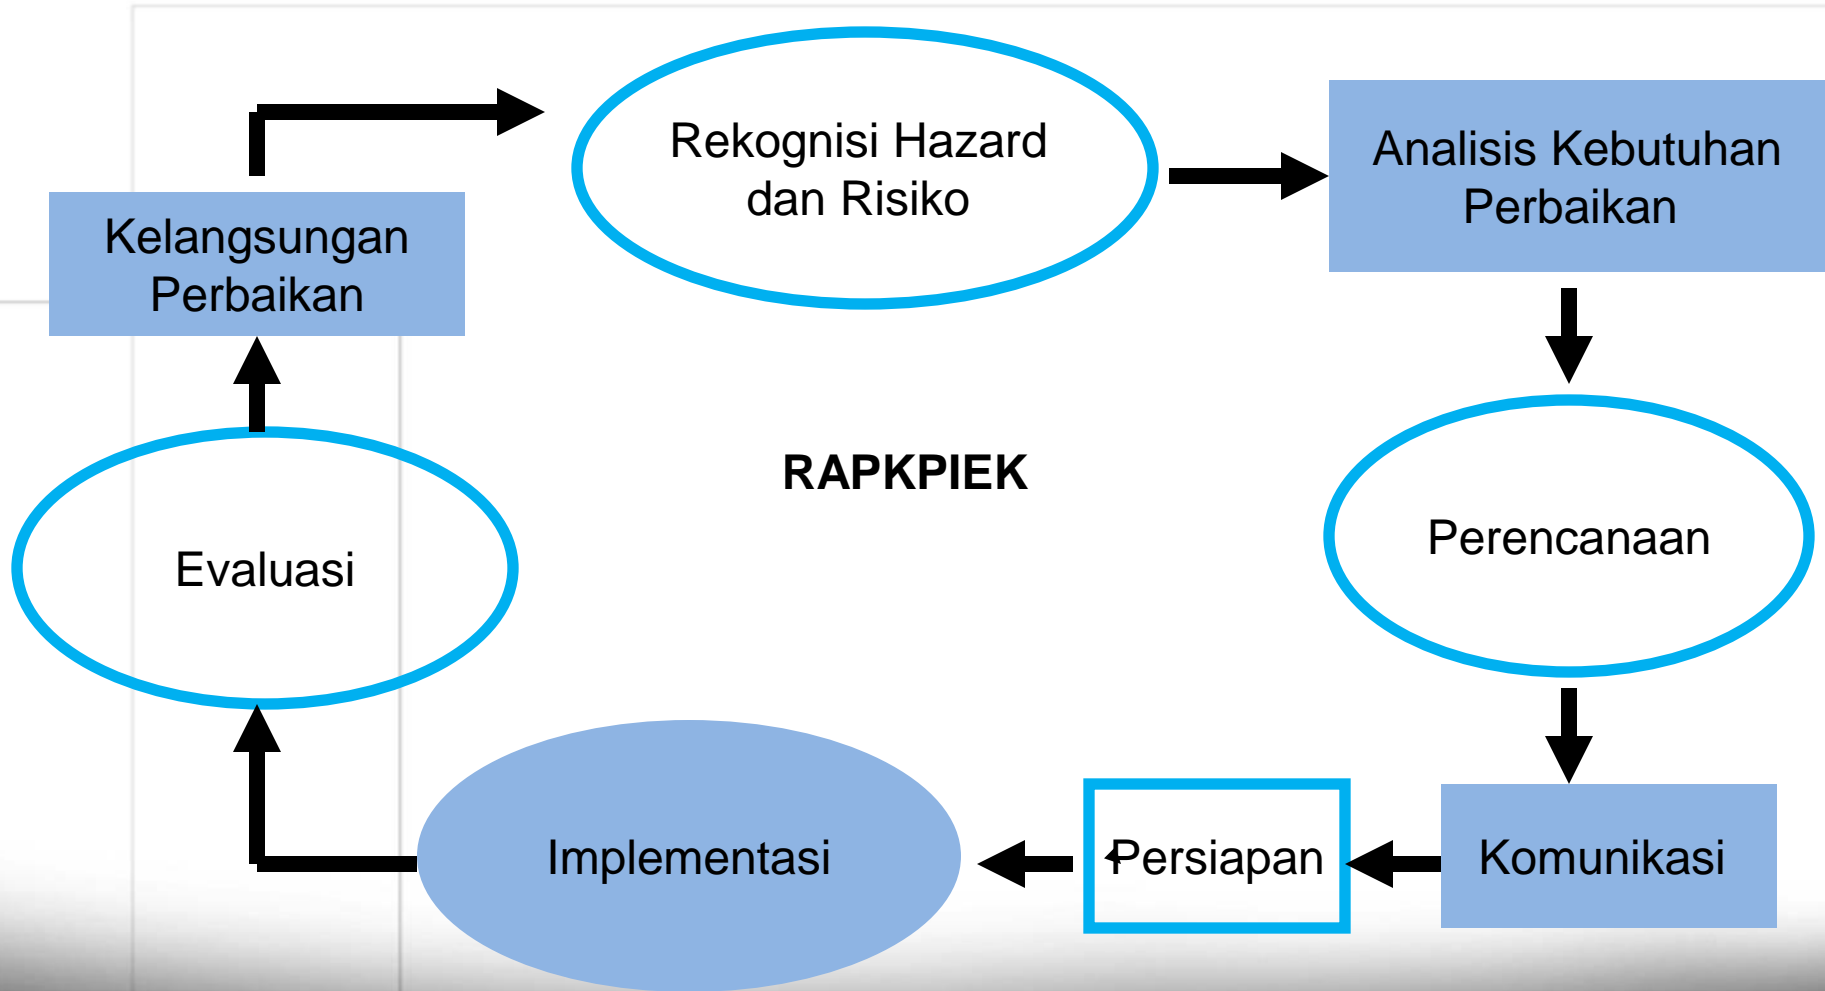 Rekognisi Hazard
dan Risiko
Analisis Kebutuhan
Perbaikan
Kelangsungan
Perbaikan
RAPKPIEK
Perencanaan
Evaluasi
Implementasi
Persiapan
Komunikasi